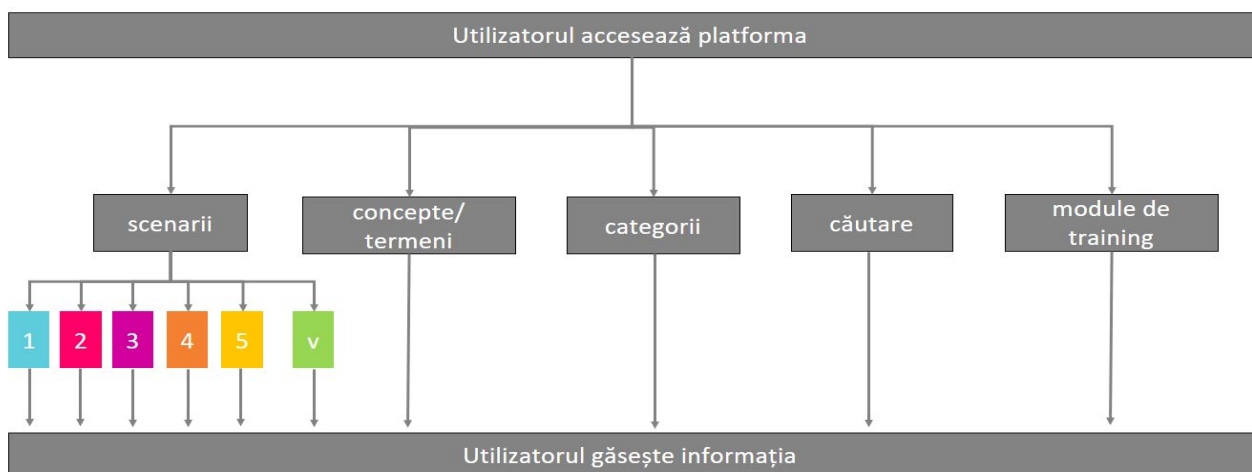 Utilizatorul accesează platforma
scenarii
concepte/
termeni
categorii
căutare
module de
training
1
2
3
4
5
v
Utilizatorul găsește informația